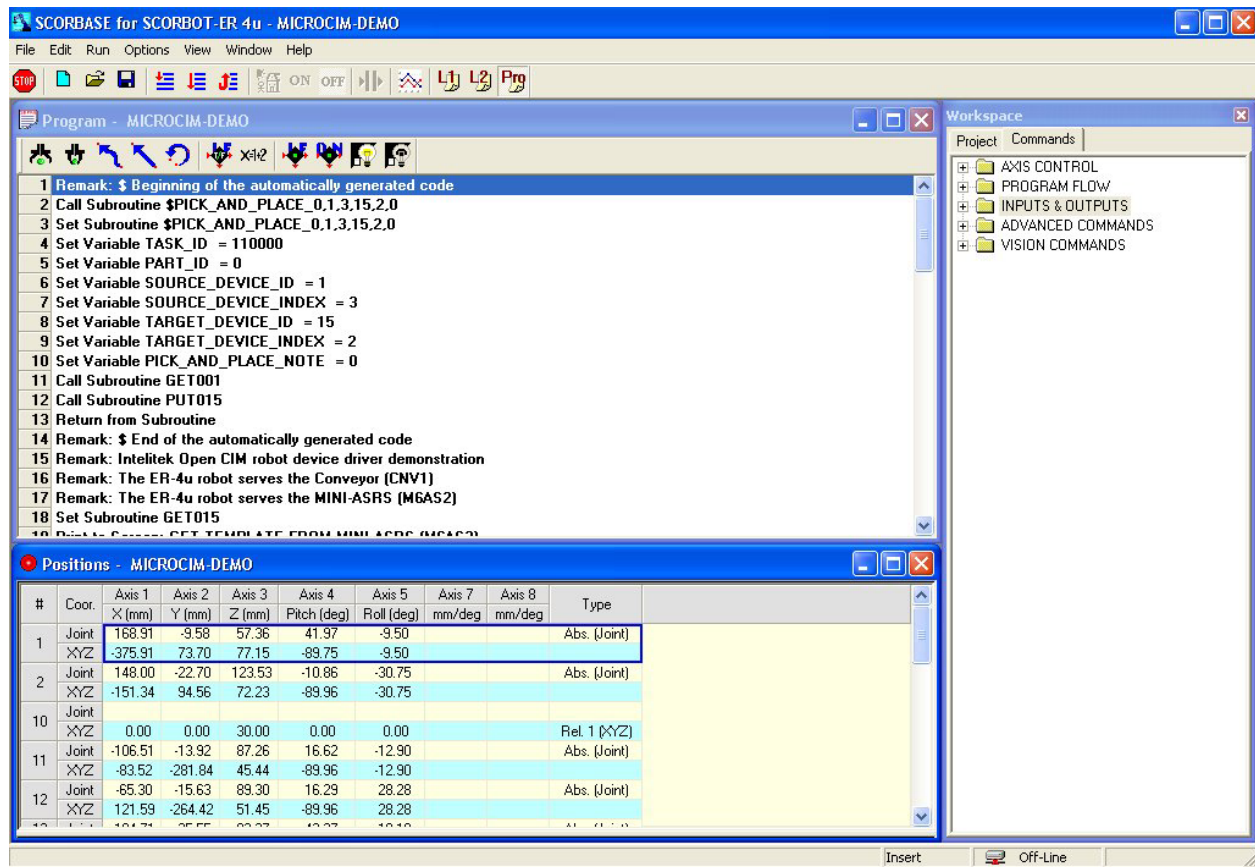 SCORBASE for SCORBOT-ER 4u - MICROCIM-DEMO
File Edit Run Options View Window Help
STOP ON OFF L1 L2 Prg
Program - MICROCIM-DEMO
1 Remark: $ Beginning of the automatically generated code
2 Call Subroutine $PICK_AND_PLACE_0,1,3,15,2,0
3 Set Subroutine $PICK_AND_PLACE_0,1,3,15,2,0
4 Set Variable TASK_ID = 110000
5 Set Variable PART_ID = 0
6 Set Variable SOURCE_DEVICE_ID = 1
7 Set Variable SOURCE_DEVICE_INDEX = 3
8 Set Variable TARGET_DEVICE_ID = 15
9 Set Variable TARGET_DEVICE_INDEX = 2
10 Set Variable PICK_AND_PLACE_NOTE = 0
11 Call Subroutine GET001
12 Call Subroutine PUT015
13 Return from Subroutine
14 Remark: $ End of the automatically generated code
15 Remark: Intelitek Open CIM robot device driver demonstration
16 Remark: The ER-4u robot serves the Conveyor (CNV1)
17 Remark: The ER-4u robot serves the MINI-ASRS (M6AS2)
18 Set Subroutine GET015
19 Print to Screen: GET TEMPLATE FROM MINI-ASRS (M6AS2)
Workspace
Project Commands
AXIS CONTROL
PROGRAM FLOW
INPUTS & OUTPUTS
ADVANCED COMMANDS
VISION COMMANDS
Positions - MICROCIM-DEMO
# Coor. Axis 1 Axis 2 Axis 3 Axis 4 Axis 5 Axis 7 Axis 8 Type
X (mm) Y (mm) Z (mm) Pitch (deg) Roll (deg) mm/deg mm/deg
1 Joint 168.91 -9.58 57.36 41.97 -9.50 Abs. (Joint)
XYZ -375.91 73.70 77.15 -89.75 -9.50
2 Joint 148.00 -22.70 123.53 -10.86 -30.75 Abs. (Joint)
XYZ -151.34 94.56 72.23 -89.96 -30.75
10 Joint
XYZ 0.00 0.00 30.00 0.00 0.00 Rel. 1 (XYZ)
11 Joint -106.51 -13.92 87.26 16.62 -12.90 Abs. (Joint)
XYZ -83.52 -281.84 45.44 -89.96 -12.90
12 Joint -65.30 -15.63 89.30 16.29 28.28 Abs. (Joint)
XYZ 121.59 -264.42 51.45 -89.96 28.28
Insert Off-Line